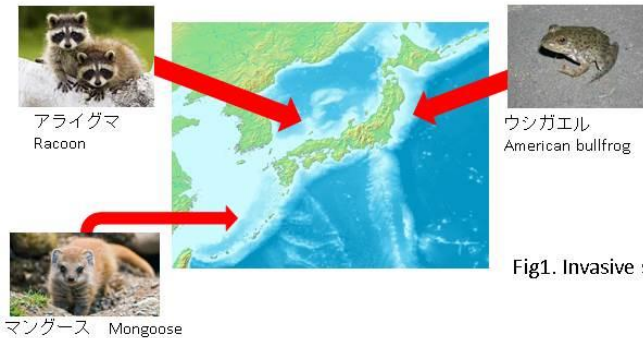 アライグマ
Racoon
ウシガエル
American bullfrog
マングース Mongoose
Fig1. Invasive